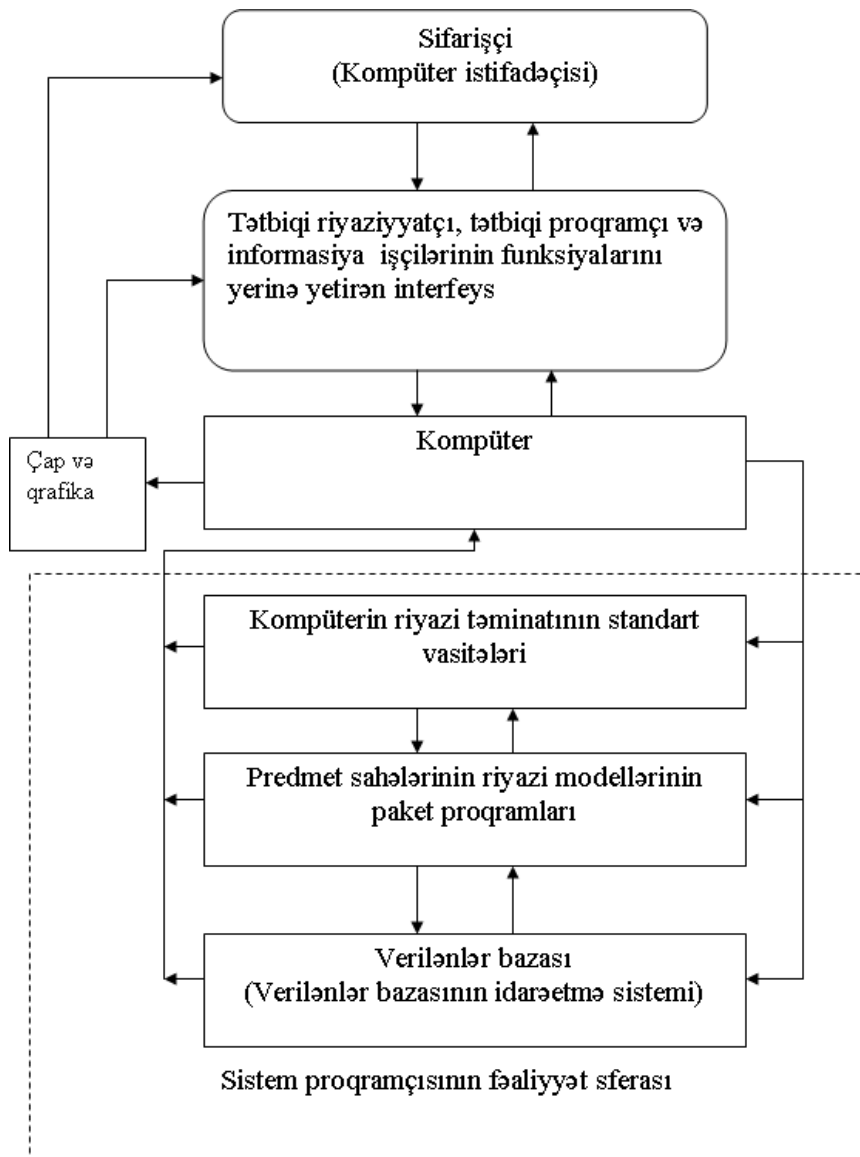 Sifarişçi
(Kompüter istifadəçisi)
Tətbiqi riyaziyyatçı, tətbiqi proqramçı və
informasiya işçilərinin funksiyalarını
yerinə yetirən interfeys
Kompüter
Çap və
qrafika
Kompüterin riyazi təminatının standart
vasitələri
Predmet sahələrinin riyazi modellərinin
paket proqramları
Verilənlər bazası
(Verilənlər bazasının idarəetmə sistemi)
Sistem proqramçısının fəaliyyət sferası